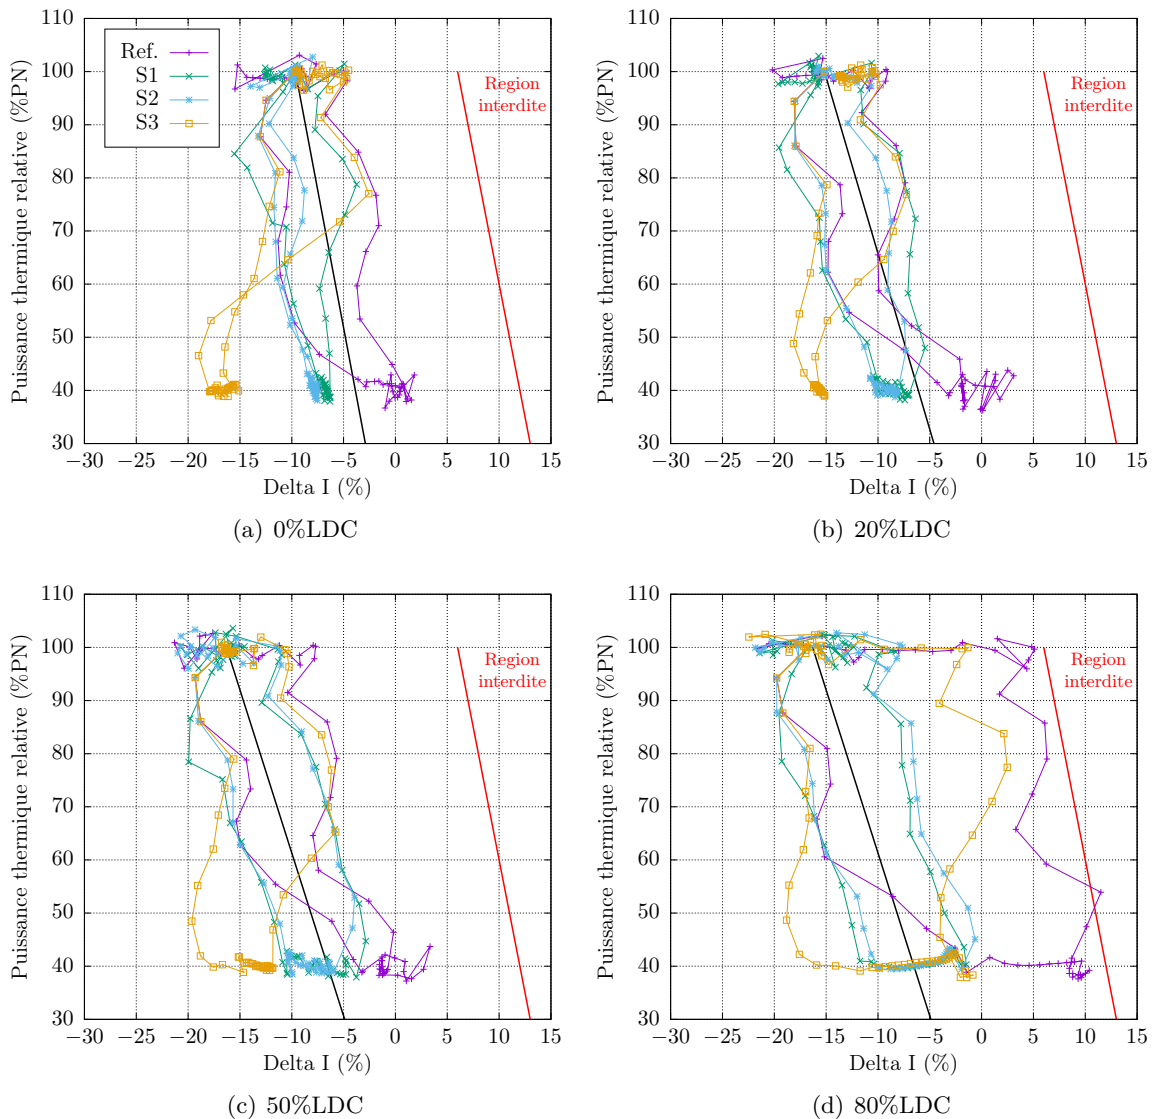 110
100
90
80
70
60
50
40
30
Puissance thermique relative (%PN)
Ref.
S1
S2
S3
Region
interdite
−30 −25 −20 −15 −10 −5 0 5 10 15
Delta I (%)
(a) 0%LDC
110
100
90
80
70
60
50
40
30
Puissance thermique relative (%PN)
Region
interdite
−30 −25 −20 −15 −10 −5 0 5 10 15
Delta I (%)
(b) 20%LDC
110
100
90
80
70
60
50
40
30
Puissance thermique relative (%PN)
Region
interdite
−30 −25 −20 −15 −10 −5 0 5 10 15
Delta I (%)
(c) 50%LDC
110
100
90
80
70
60
50
40
30
Puissance thermique relative (%PN)
Region
interdite
−30 −25 −20 −15 −10 −5 0 5 10 15
Delta I (%)
(d) 80%LDC